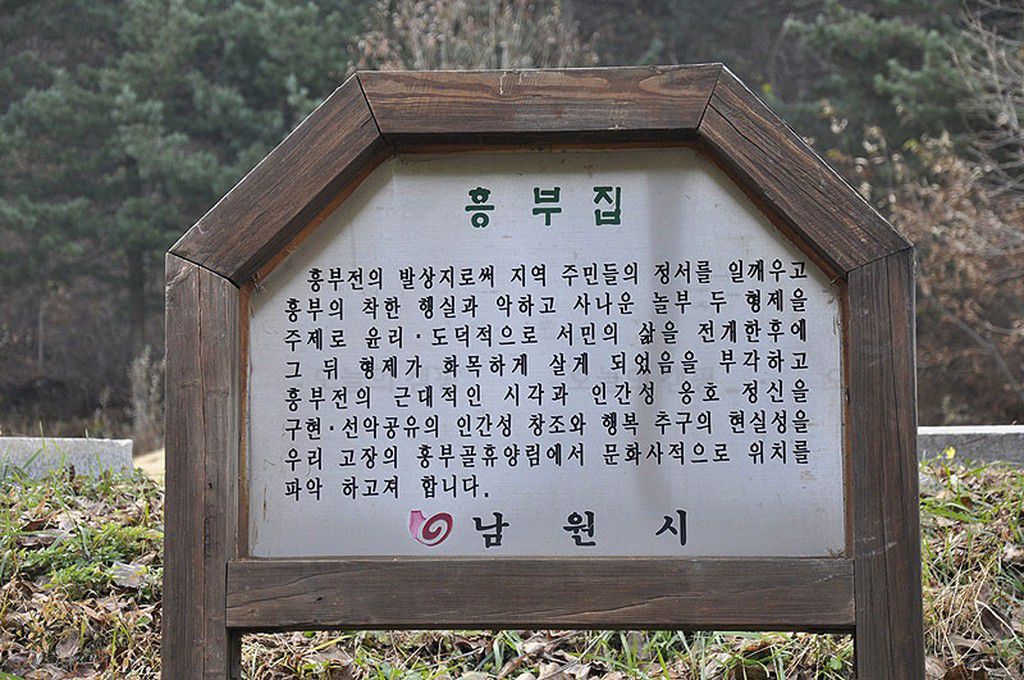 흥부집
흥부전의 발상지로써 지역 주민들의 정서를 일깨우고
흥부의 착한 행실과 악하고 사나운 놀부 두 형제을
주제로 윤리·도덕적으로 서민의 삶을 전개한후에
그 뒤 형제가 화목하게 살게 되었음을 부각하고
흥부전의 근대적인 시각과 인간성 옹호 정신을
구현·선악공유의 인간성 창조와 행복 추구의 현실성을
우리 고장의 흥부골휴양림에서 문화사적으로 위치를
파악 하고져 합니다.
남원시